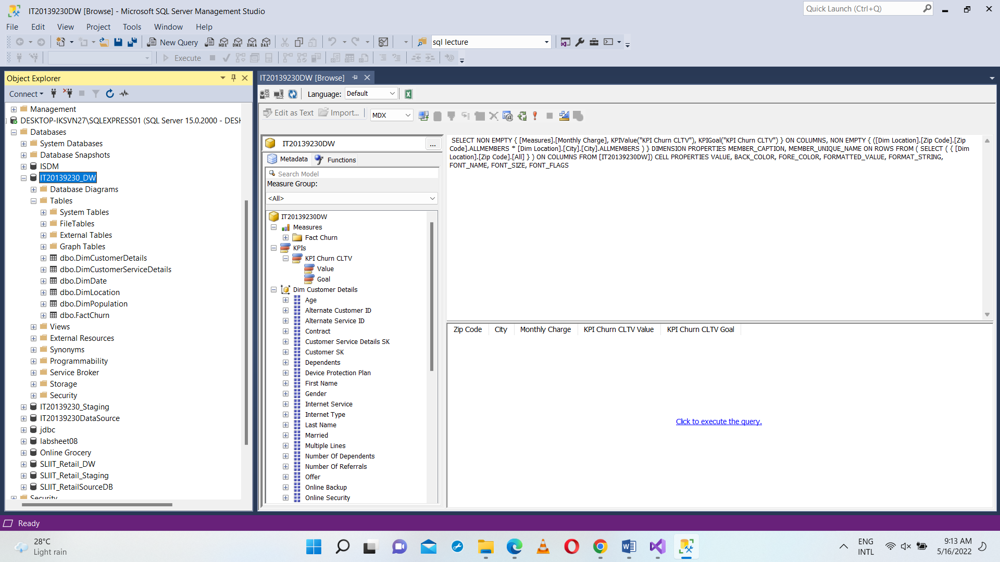 IT20139230DW [Browse] - Microsoft SQL Server Management Studio
Quick Launch (Ctrl+Q)
File Edit View Project Tools Window Help
New Query MDX DMX XMLA DAX sql lecture
Execute
Object Explorer
IT20139230DW [Browse]
Connect
Language: Default
Edit as Text Import... MDX
Management
DESKTOP-IKSVN27\SQLEXPRESS01 (SQL Server 15.0.2000 - DESK
Databases
System Databases
Database Snapshots
ISDM
IT20139230_DW
Database Diagrams
Tables
System Tables
FileTables
External Tables
Graph Tables
dbo.DimCustomerDetails
dbo.DimCustomerServiceDetails
dbo.DimDate
dbo.DimLocation
dbo.DimPopulation
dbo.FactChurn
Views
External Resources
Synonyms
Programmability
Service Broker
Storage
Security
IT20139230_Staging
IT20139230DataSource
jdbc
labsheet08
Online Grocery
SLIIT_Retail_DW
SLIIT_Retail_Staging
SLIIT_RetailSourceDB
Security
IT20139230DW ...
Metadata Functions
Search Model
Measure Group:
<All>
IT20139230DW
Measures
Fact Churn
KPIs
KPI Churn CLTV
Value
Goal
Dim Customer Details
Age
Alternate Customer ID
Alternate Service ID
Contract
Customer Service Details SK
Customer SK
Dependents
Device Protection Plan
First Name
Gender
Internet Service
Internet Type
Last Name
Married
Multiple Lines
Number Of Dependents
Number Of Referrals
Offer
Online Backup
Online Security
SELECT NON EMPTY { [Measures].[Monthly Charge], KPIValue("KPI Churn CLTV"), KPIGoal("KPI Churn CLTV") } ON COLUMNS, NON EMPTY { ([Dim Location].[Zip Code].[Zip
Code].ALLMEMBERS * [Dim Location].[City].[City].ALLMEMBERS ) } DIMENSION PROPERTIES MEMBER_CAPTION, MEMBER_UNIQUE_NAME ON ROWS FROM ( SELECT ( { [Dim
Location].[Zip Code].[All] } ) ON COLUMNS FROM [IT20139230DW]) CELL PROPERTIES VALUE, BACK_COLOR, FORE_COLOR, FORMATTED_VALUE, FORMAT_STRING,
FONT_NAME, FONT_SIZE, FONT_FLAGS
Zip Code City Monthly Charge KPI Churn CLTV Value KPI Churn CLTV Goal
Click to execute the query.
Ready
28°C
Light rain
ENG
INTL
9:13 AM
5/16/2022